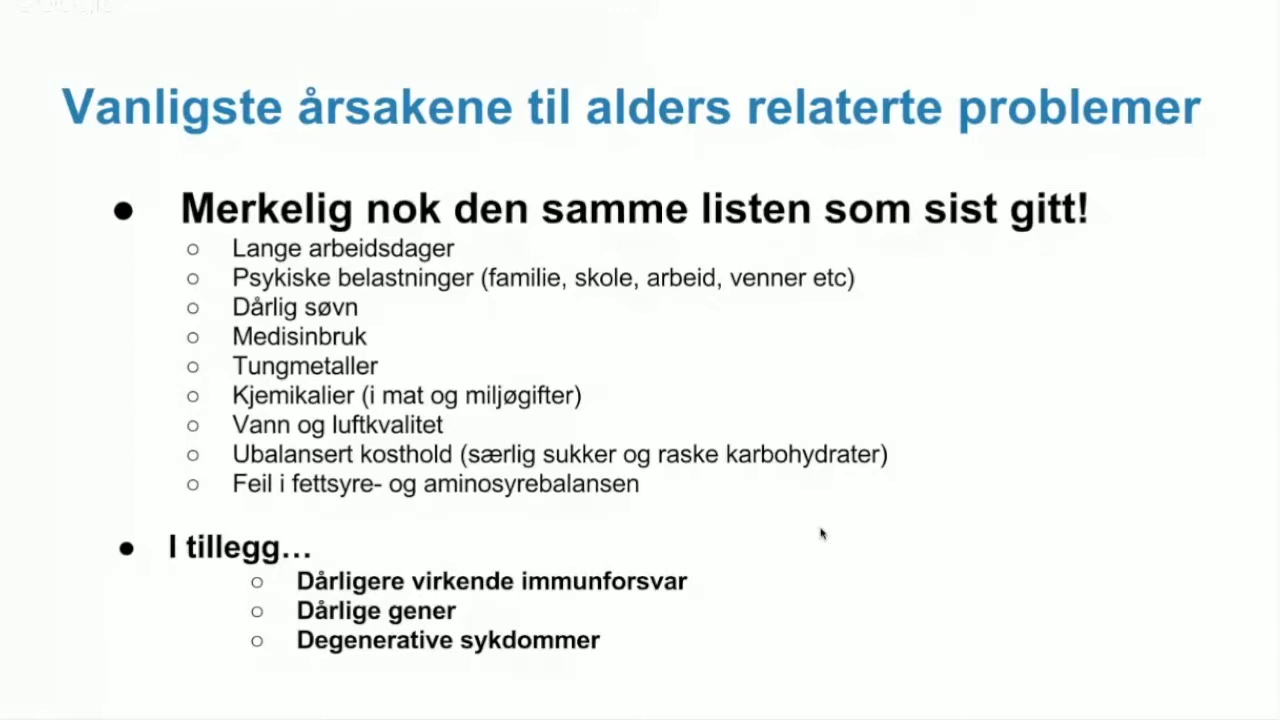 Vanligste årsakene til alders relaterte problemer
● Merkelig nok den samme listen som sist gitt!
○ Lange arbeidsdager
○ Psykiske belastninger (familie, skole, arbeid, venner etc)
○ Dårlig søvn
○ Medisinbruk
○ Tungmetaller
○ Kjemikalier (i mat og miljøgifter)
○ Vann og luftkvalitet
○ Ubalansert kosthold (særlig sukker og raske karbohydrater)
○ Feil i fettsyre- og aminosyrebalansen
● I tillegg…
○ Dårligere virkende immunforsvar
○ Dårlige gener
○ Degenerative sykdommer